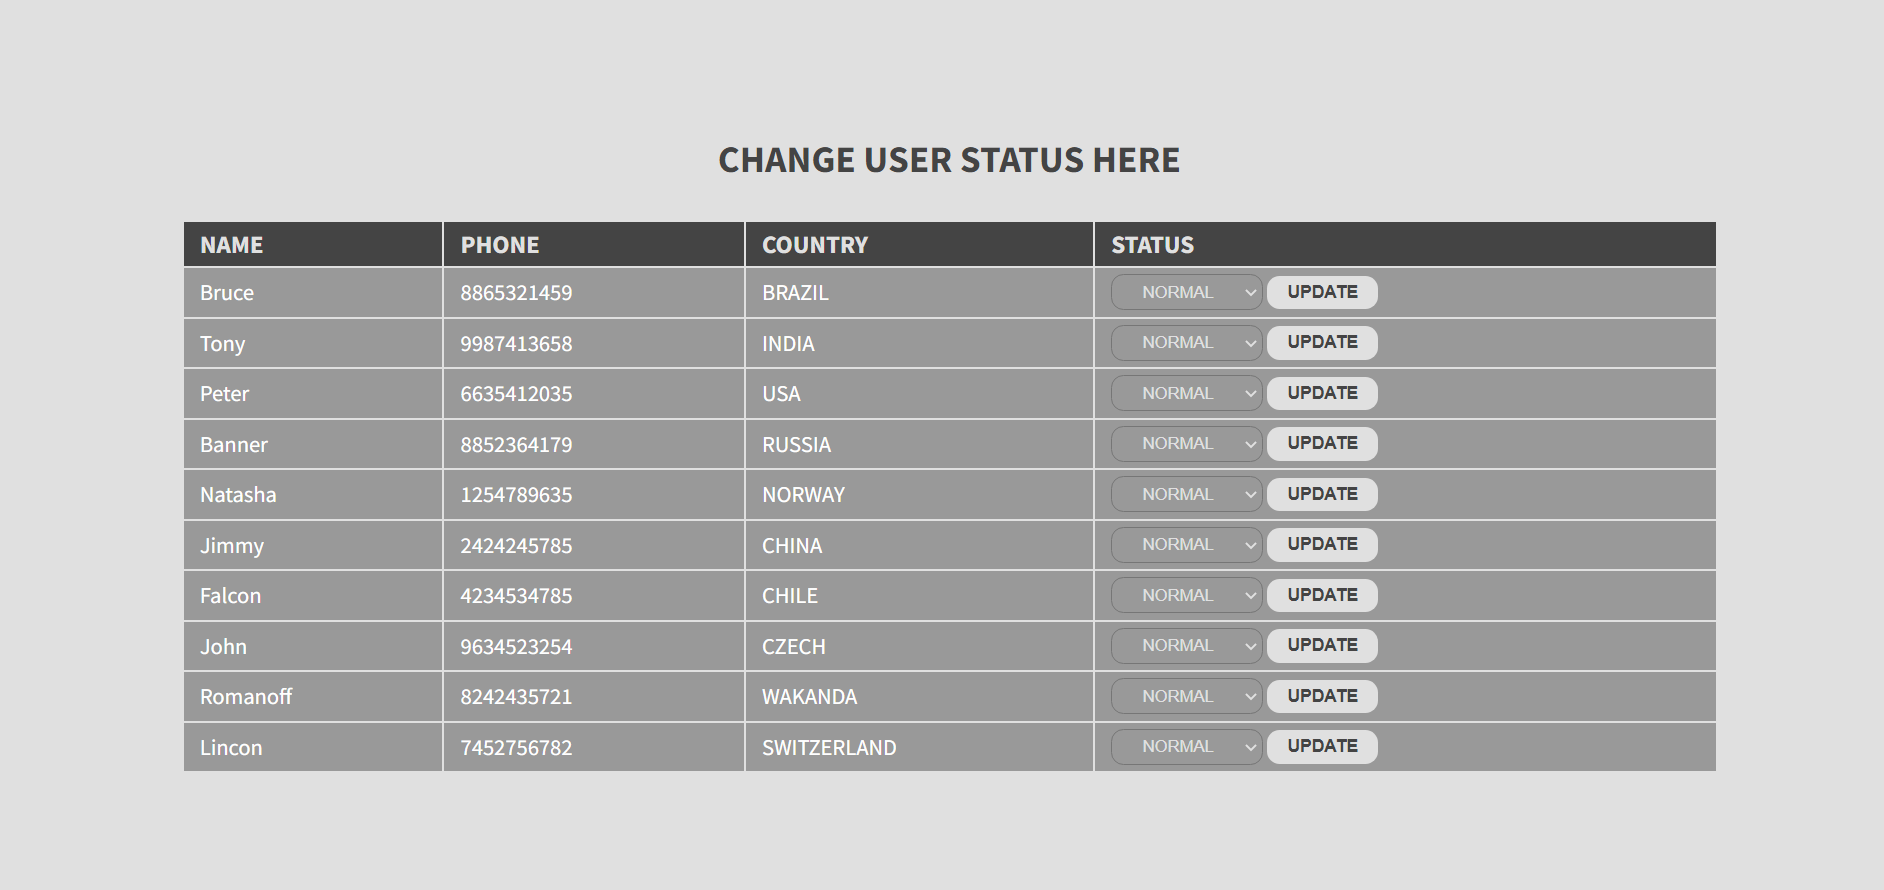 CHANGE USER STATUS HERE
NAME PHONE COUNTRY STATUS
Bruce 8865321459 BRAZIL NORMAL UPDATE
Tony 9987413658 INDIA NORMAL UPDATE
Peter 6635412035 USA NORMAL UPDATE
Banner 8852364179 RUSSIA NORMAL UPDATE
Natasha 1254789635 NORWAY NORMAL UPDATE
Jimmy 2424245785 CHINA NORMAL UPDATE
Falcon 4234534785 CHILE NORMAL UPDATE
John 9634523254 CZECH NORMAL UPDATE
Romanoff 8242435721 WAKANDA NORMAL UPDATE
Lincon 7452756782 SWITZERLAND NORMAL UPDATE